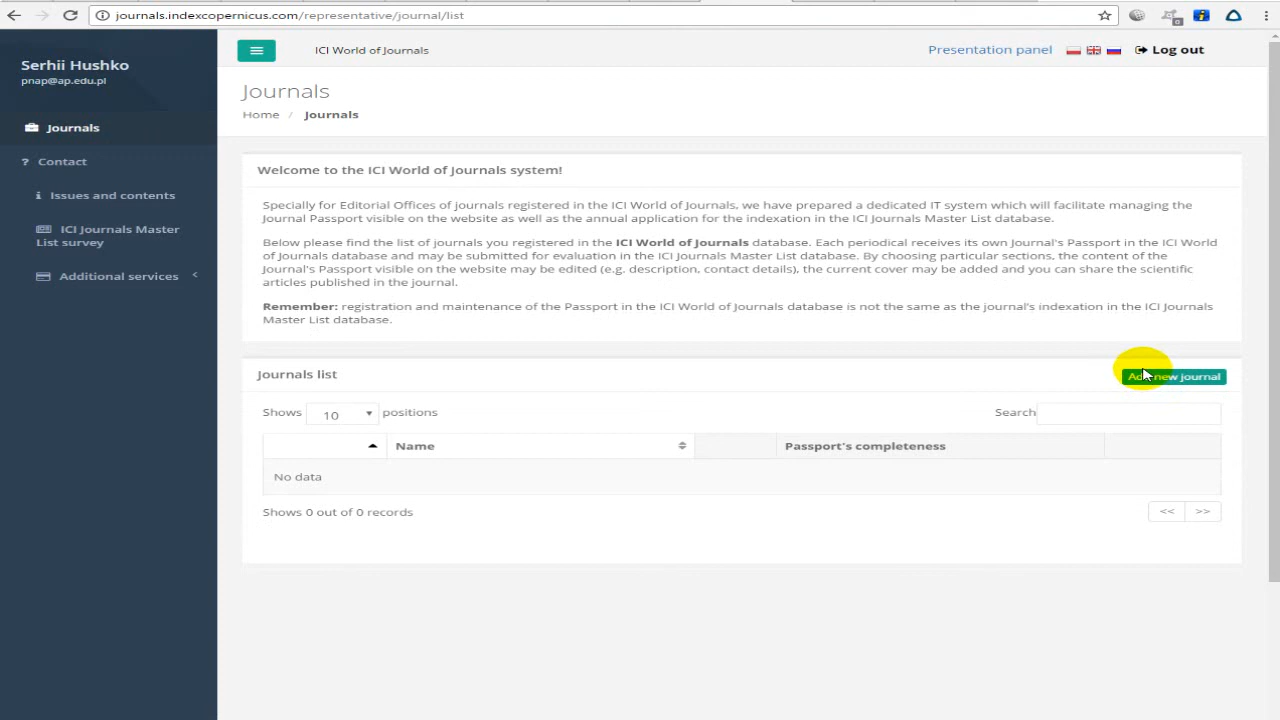 journals.indexcopernicus.com/representative/journal/list
Serhii Hushko
pnap@ap.edu.pl
Journals
? Contact
Issues and contents
ICI Journals Master
List survey
Additional services
ICI World of Journals
Presentation panel
Log out
Journals
Home / Journals
Welcome to the ICI World of Journals system!
Specially for Editorial Offices of journals registered in the ICI World of Journals, we have prepared a dedicated IT system which will facilitate managing the
Journal Passport visible on the website as well as the annual application for the indexation in the ICI Journals Master List database.
Below please find the list of journals you registered in the ICI World of Journals database. Each periodical receives its own Journal's Passport in the ICI World
of Journals database and may be submitted for evaluation in the ICI Journals Master List database. By choosing particular sections, the content of the
Journal's Passport visible on the website may be edited (e.g. description, contact details), the current cover may be added and you can share the scientific
articles published in the journal.
Remember: registration and maintenance of the Passport in the ICI World of Journals database is not the same as the journal's indexation in the ICI Journals
Master List database.
Journals list
Add new journal
Shows 10 positions
Search
Name
Passport's completeness
No data
Shows 0 out of 0 records
<< >>